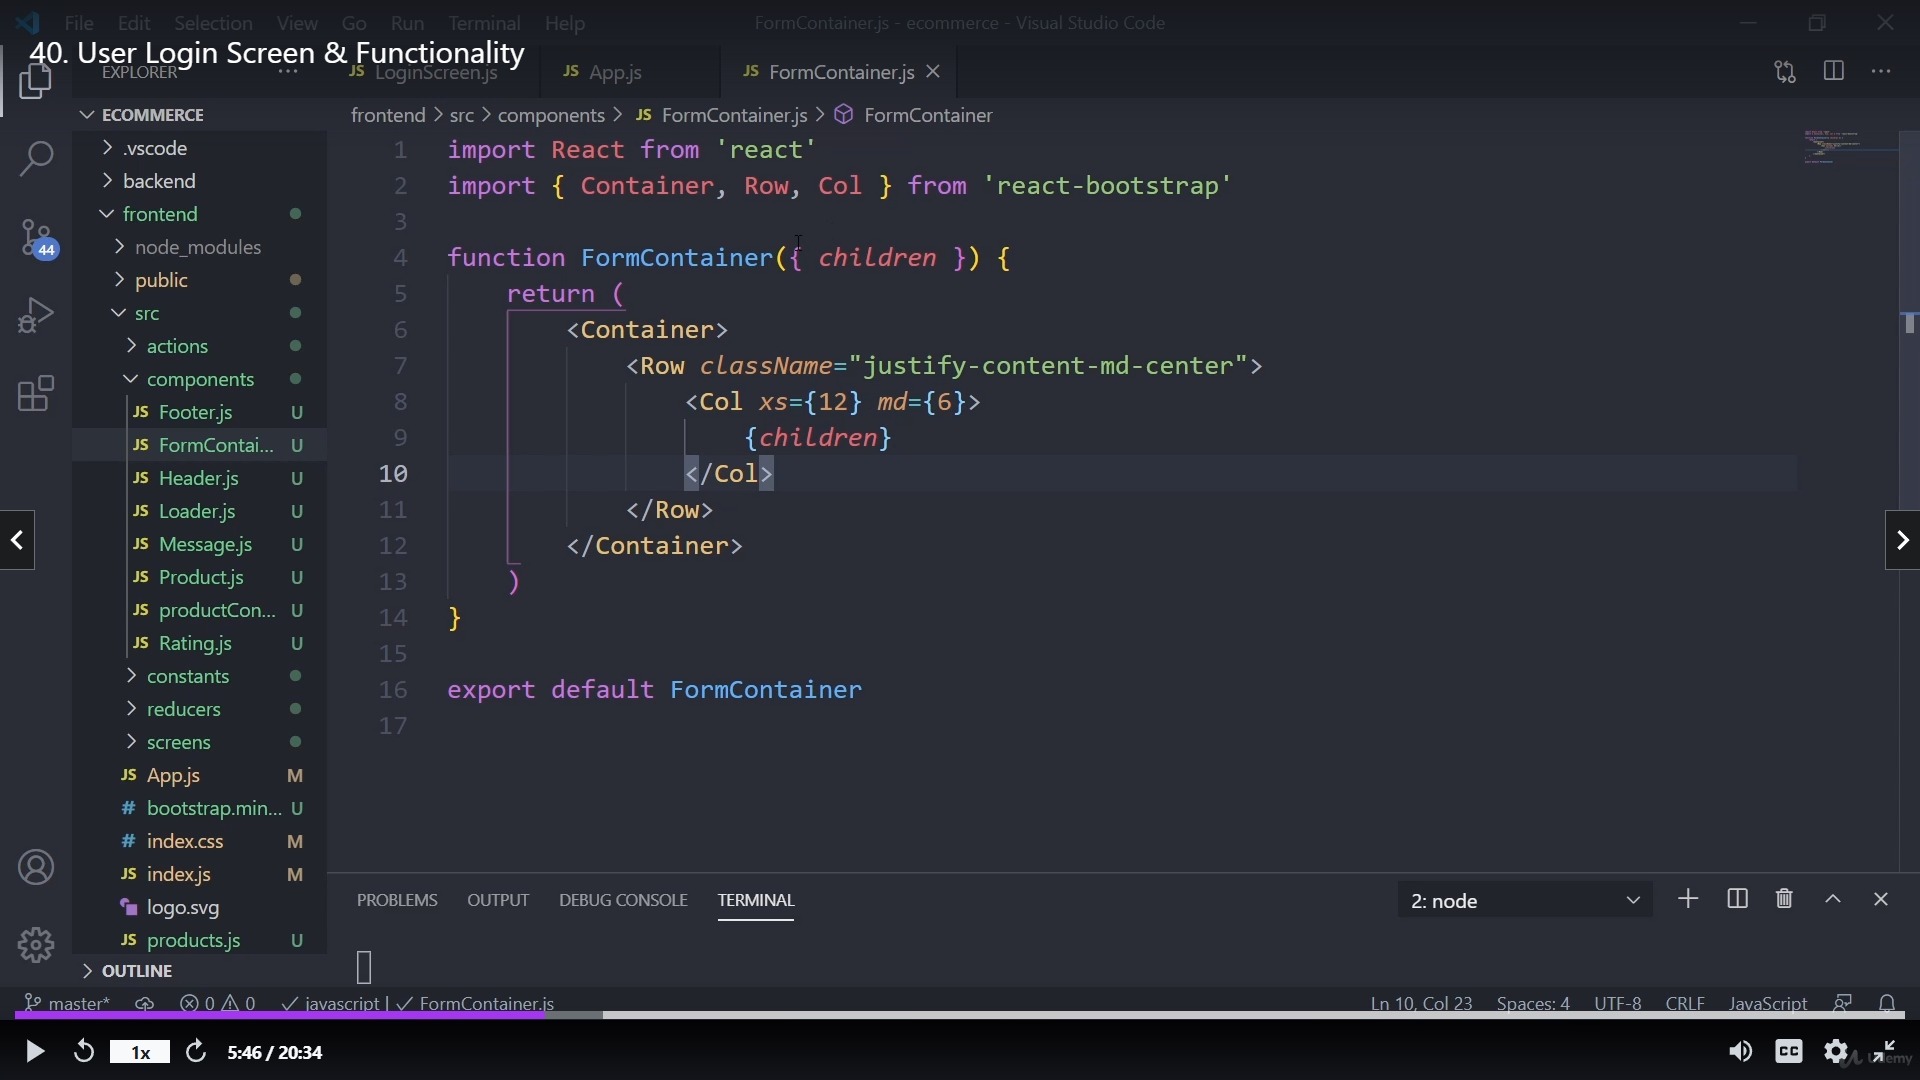 File Edit Selection View Go Run Terminal Help
FormContainer.js - ecommerce - Visual Studio Code
40. User Login Screen & Functionality
EXPLORER
JS LoginScreen.js
JS App.js
JS FormContainer.js
ECOMMERCE
frontend > src > components > JS FormContainer.js > FormContainer
.vscode
backend
frontend
node_modules
public
src
actions
components
JS Footer.js U
JS FormContai... U
JS Header.js U
JS Loader.js U
JS Message.js U
JS Product.js U
JS productCon... U
JS Rating.js U
constants
reducers
screens
JS App.js M
# bootstrap.min... U
# index.css M
JS index.js M
logo.svg
JS products.js U
OUTLINE
44
1 import React from 'react'
2 import { Container, Row, Col } from 'react-bootstrap'
3
4 function FormContainer({ children }) {
5 return (
6 <Container>
7 <Row className="justify-content-md-center">
8 <Col xs={12} md={6}>
9 {children}
10 </Col>
11 </Row>
12 </Container>
13 )
14 }
15
16 export default FormContainer
17
PROBLEMS OUTPUT DEBUG CONSOLE TERMINAL
2: node
master* 0 0 javascript | FormContainer.js
Ln 10, Col 23 Spaces: 4 UTF-8 CRLF JavaScript
1x 5:46 / 20:34
CC
Udemy